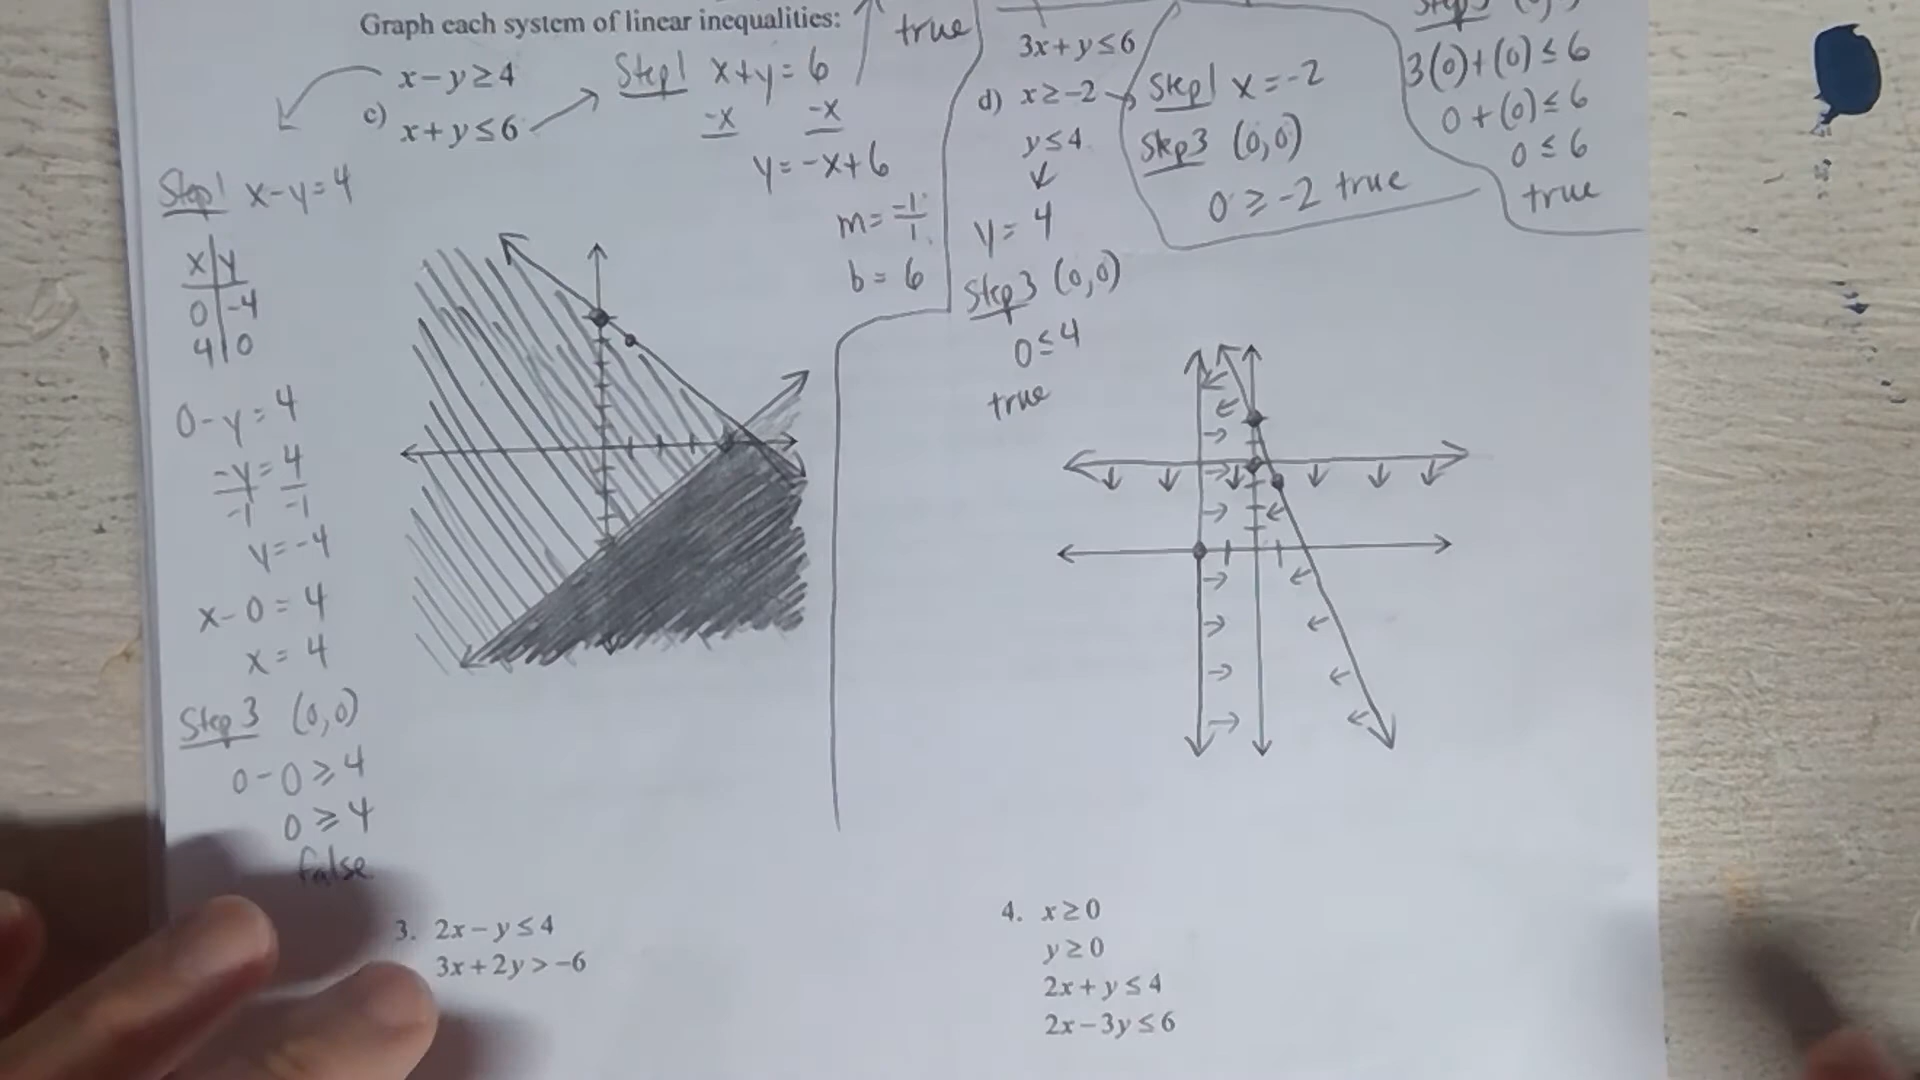 Graph each system of linear inequalities:
true
c) x-y≥4
x+y≤6
Step 1 x+y=6
-x -x
y=-x+6
m=-1/1
b=6
Step 1 x-y=4
x|y
0|-4
4|0
0-y=4
-y=4
-1 -1
y=-4
x-0=4
x=4
Step 3 (0,0)
0-0≥4
0≥4
false
3x+y≤6
d) x≥-2
y≤4
y=4
Step 3 (0,0)
0≤4
true
Step 1 x=-2
Step 3 (0,0)
0≥-2 true
3(0)+(0)≤6
0+(0)≤6
0≤6
true
3. 2x-y≤4
3x+2y>-6
4. x≥0
y≥0
2x+y≤4
2x-3y≤6